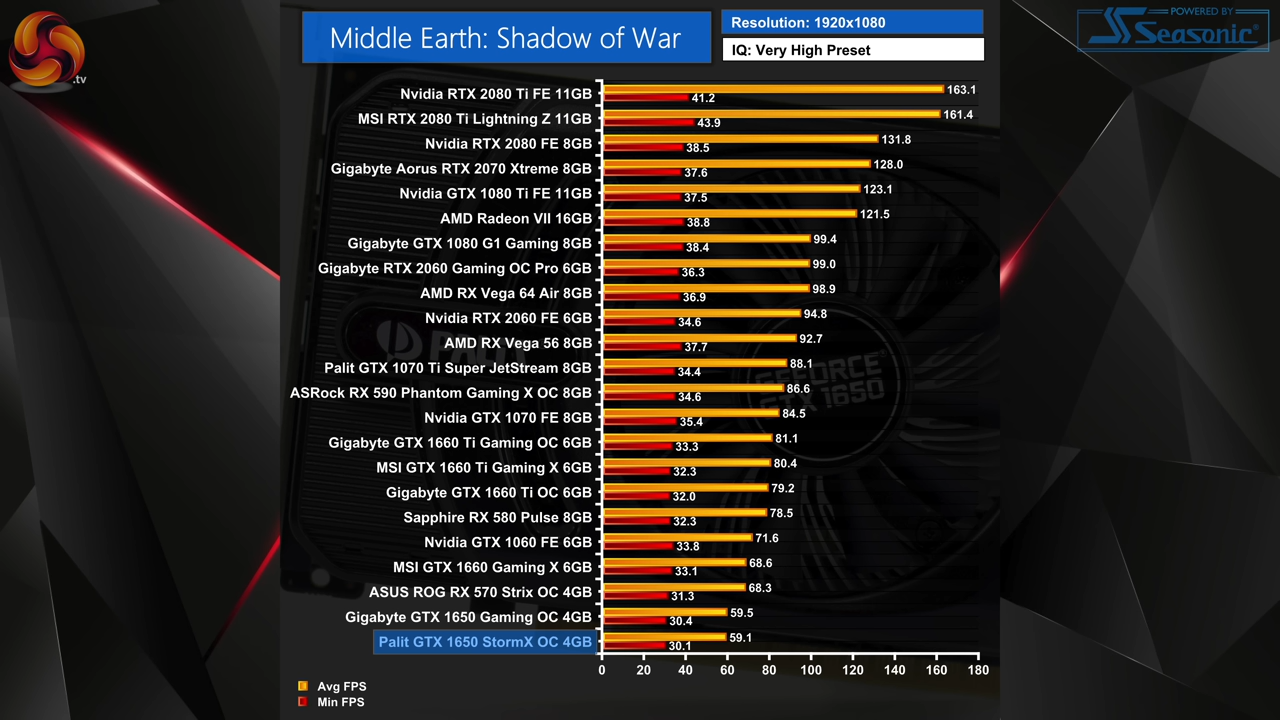 Middle Earth: Shadow of War
Resolution: 1920x1080
IQ: Very High Preset
POWERED BY
Seasonic
.tv
Nvidia RTX 2080 Ti FE 11GB 163.1 41.2
MSI RTX 2080 Ti Lightning Z 11GB 161.4 43.9
Nvidia RTX 2080 FE 8GB 131.8 38.5
Gigabyte Aorus RTX 2070 Xtreme 8GB 128.0 37.6
Nvidia GTX 1080 Ti FE 11GB 123.1 37.5
AMD Radeon VII 16GB 121.5 38.8
Gigabyte GTX 1080 G1 Gaming 8GB 99.4 38.4
Gigabyte RTX 2060 Gaming OC Pro 6GB 99.0 36.3
AMD RX Vega 64 Air 8GB 98.9 36.9
Nvidia RTX 2060 FE 6GB 94.8 34.6
AMD RX Vega 56 8GB 92.7 37.7
Palit GTX 1070 Ti Super JetStream 8GB 88.1 34.4
ASRock RX 590 Phantom Gaming X OC 8GB 86.6 34.6
Nvidia GTX 1070 FE 8GB 84.5 35.4
Gigabyte GTX 1660 Ti Gaming OC 6GB 81.1 33.3
MSI GTX 1660 Ti Gaming X 6GB 80.4 32.3
Gigabyte GTX 1660 Ti OC 6GB 79.2 32.0
Sapphire RX 580 Pulse 8GB 78.5 32.3
Nvidia GTX 1060 FE 6GB 71.6 33.8
MSI GTX 1660 Gaming X 6GB 68.6 33.1
ASUS ROG RX 570 Strix OC 4GB 68.3 31.3
Gigabyte GTX 1650 Gaming OC 4GB 59.5 30.4
Palit GTX 1650 StormX OC 4GB 59.1 30.1
0 20 40 60 80 100 120 140 160 180
Avg FPS
Min FPS
PALIT
GEFORCE
GTX 1650